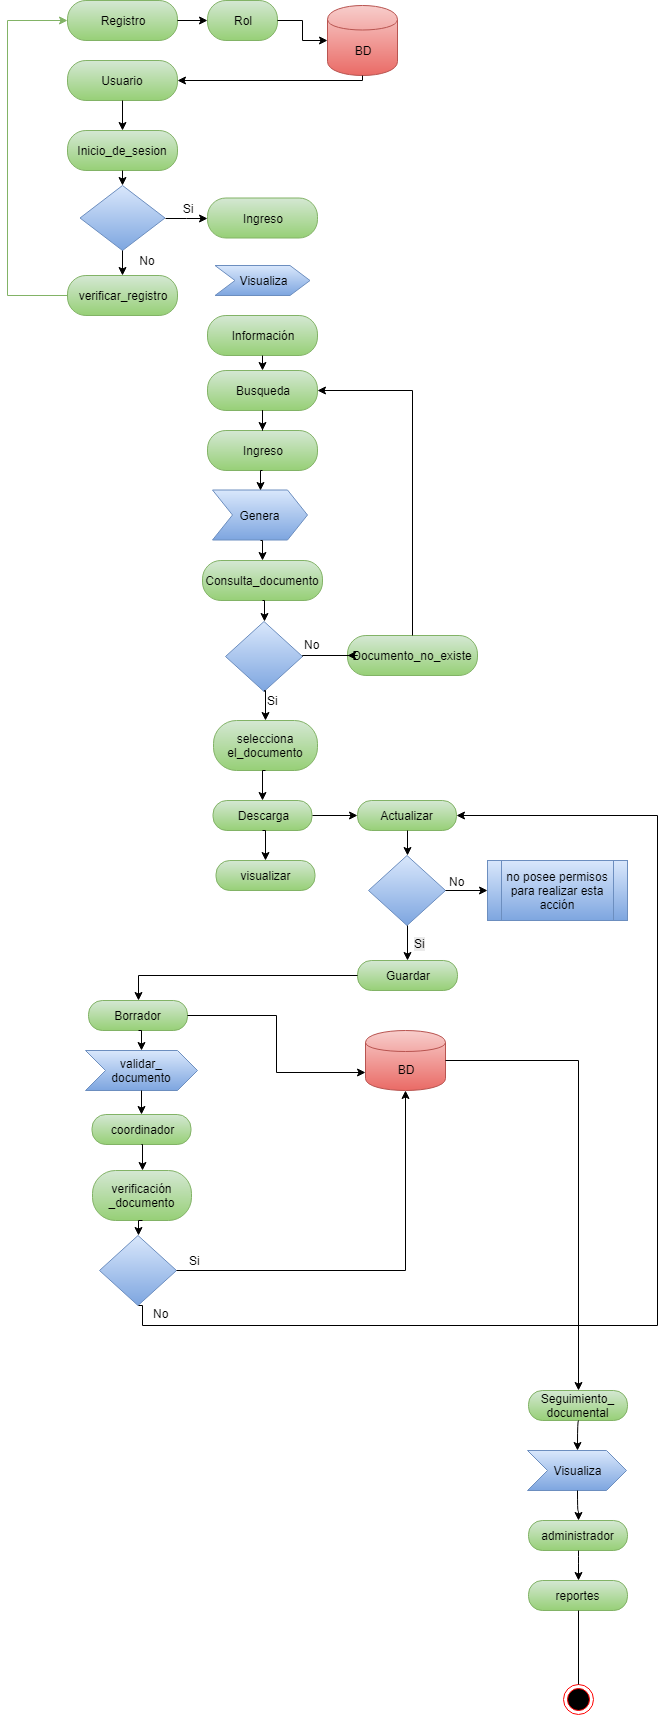 Registro
Rol
BD
Usuario
Inicio_de_sesion
Si
Ingreso
No
Visualiza
verificar_registro
Información
Busqueda
Ingreso
Genera
Consulta_documento
No
Documento_no_existe
Si
selecciona
el_documento
Descarga
Actualizar
visualizar
No
no posee permisos
para realizar esta
acción
Si
Guardar
Borrador
validar_
documento
BD
coordinador
verificación
_documento
Si
No
Seguimiento_
documental
Visualiza
administrador
reportes